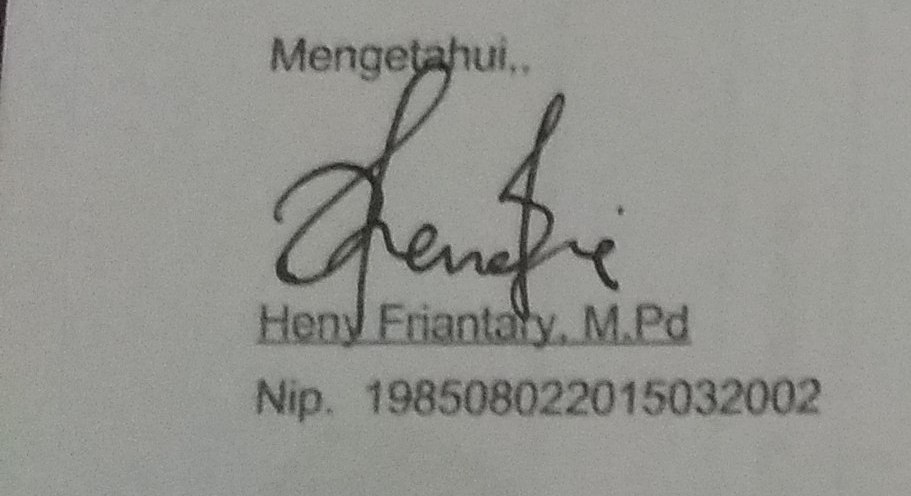 Mengetahui,.
Heny Friantary, M.Pd
Nip. 198508022015032002